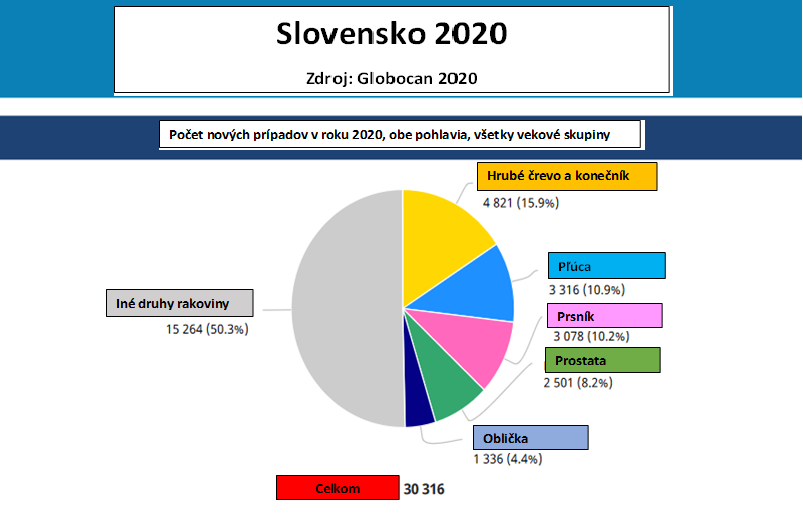 Slovensko 2020
Zdroj: Globocan 2020
Počet nových prípadov v roku 2020, obe pohlavia, všetky vekové skupiny
Hrubé črevo a konečník
4 821 (15.9%)
Pľúca
3 316 (10.9%)
Prsník
3 078 (10.2%)
Prostata
2 501 (8.2%)
Oblička
1 336 (4.4%)
Iné druhy rakoviny
15 264 (50.3%)
Celkom 30 316